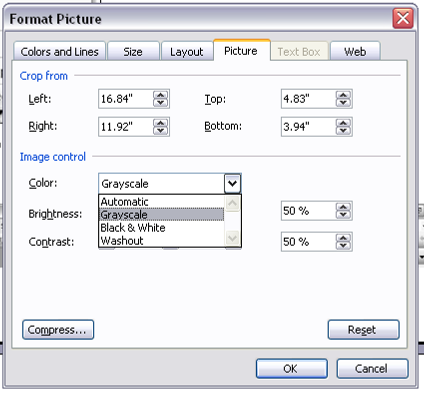 Format Picture
Colors and Lines Size Layout Picture Text Box Web
Crop from
Left: 16.84" Top: 4.83"
Right: 11.92" Bottom: 3.94"
Image control
Color: Grayscale
Automatic
Brightness: Grayscale 50 %
Black & White
Contrast: Washout 50 %
Compress... Reset
OK Cancel